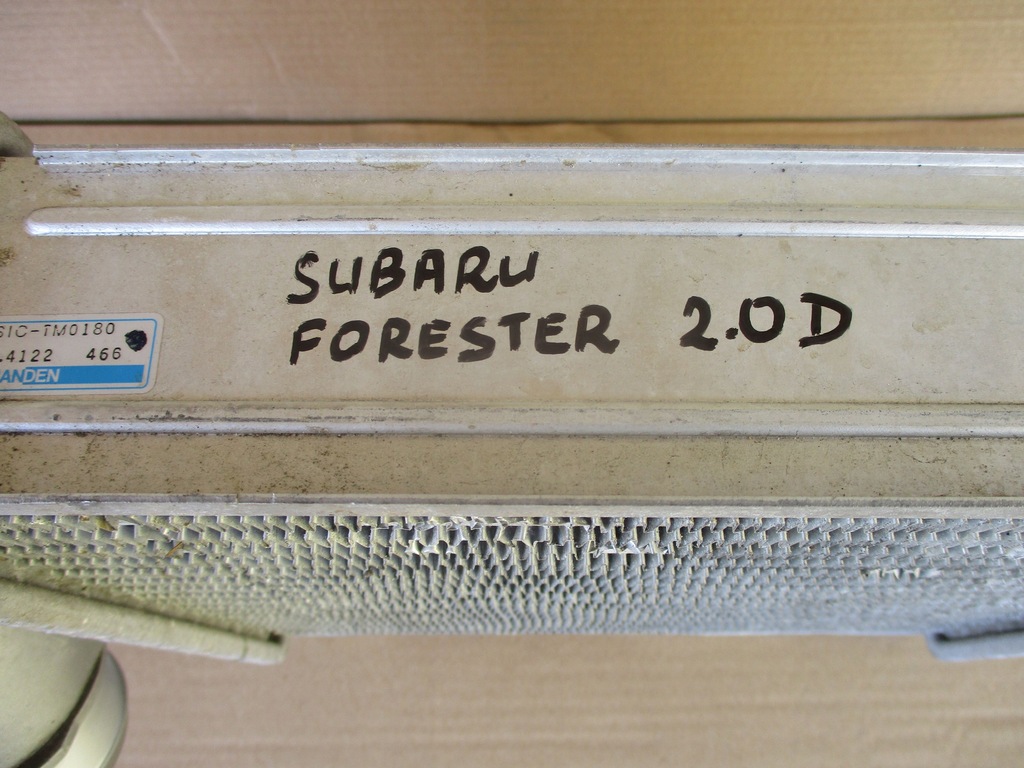 SUBARU
FORESTER 2.0D
SIC-TM0180
.4122 466
ANDEN